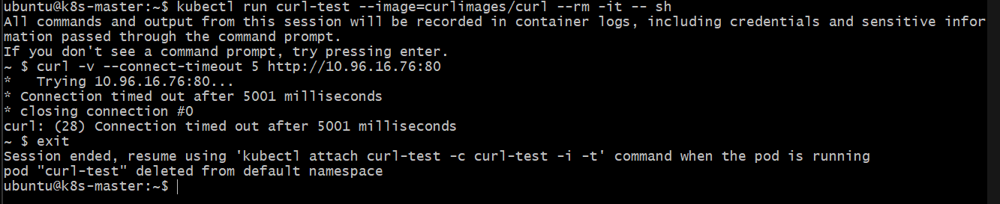 ubuntu@k8s-master:~$ kubectl run curl-test --image=curlimages/curl --rm -it -- sh
All commands and output from this session will be recorded in container logs, including credentials and sensitive infor
mation passed through the command prompt.
If you don't see a command prompt, try pressing enter.
~ $ curl -v --connect-timeout 5 http://10.96.16.76:80
*   Trying 10.96.16.76:80...
* Connection timed out after 5001 milliseconds
* closing connection #0
curl: (28) Connection timed out after 5001 milliseconds
~ $ exit
Session ended, resume using 'kubectl attach curl-test -c curl-test -i -t' command when the pod is running
pod "curl-test" deleted from default namespace
ubuntu@k8s-master:~$